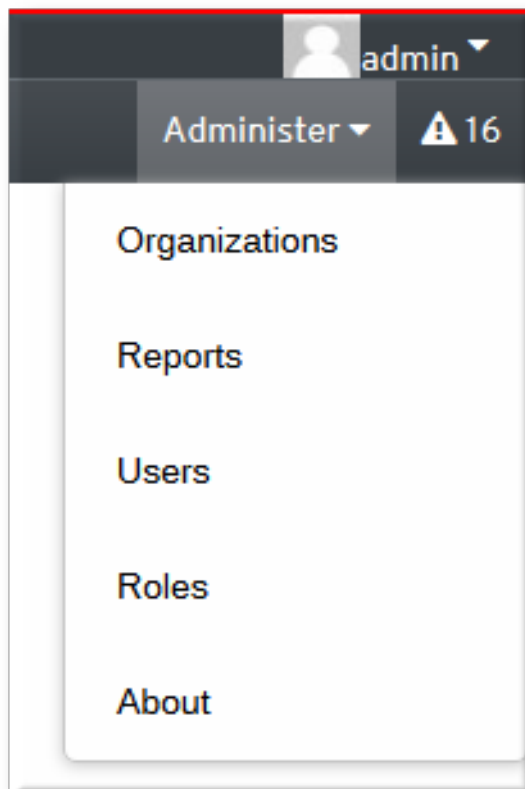 admin
Administer 16
Organizations
Reports
Users
Roles
About